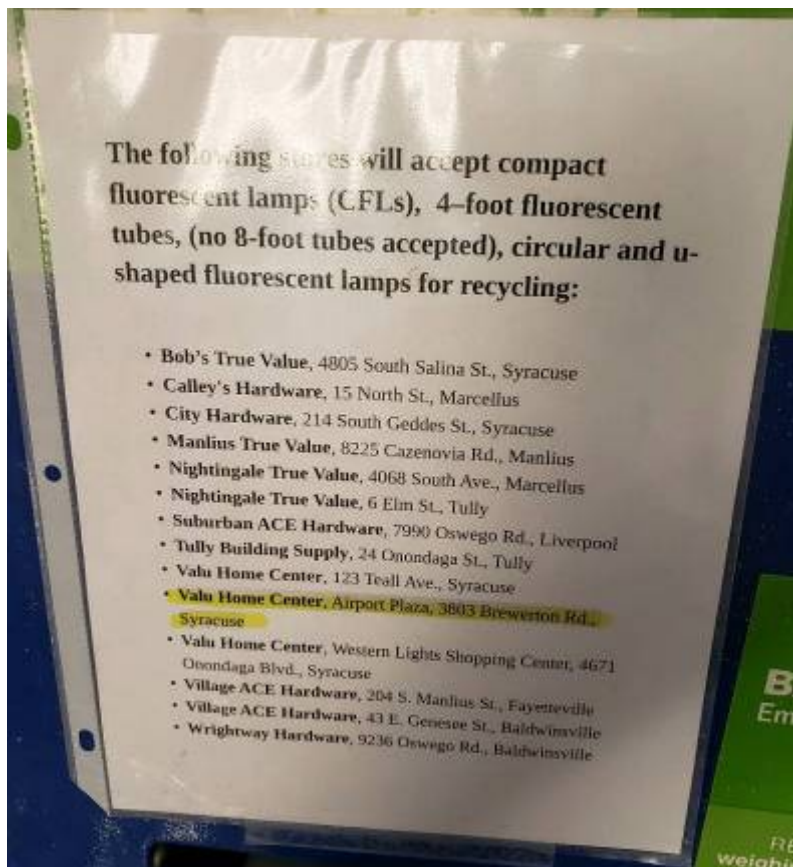 The following stores will accept compact
fluorescent lamps (CFLs), 4–foot fluorescent
tubes, (no 8-foot tubes accepted), circular and u-
shaped fluorescent lamps for recycling:
• Bob's True Value, 4805 South Salina St., Syracuse
• Calley's Hardware, 15 North St., Marcellus
• City Hardware, 214 South Geddes St., Syracuse
• Manlius True Value, 8225 Cazenovia Rd., Manlius
• Nightingale True Value, 4068 South Ave., Marcellus
• Nightingale True Value, 6 Elm St., Tully
• Suburban ACE Hardware, 7990 Oswego Rd., Liverpool
• Tully Building Supply, 24 Onondaga St., Tully
• Valu Home Center, 123 Teall Ave., Syracuse
• Valu Home Center, Airport Plaza, 3803 Brewerton Rd.,
Syracuse
• Valu Home Center, Western Lights Shopping Center, 4671
Onondaga Blvd., Syracuse
• Village ACE Hardware, 204 S. Manlius St., Fayetteville
• Village ACE Hardware, 43 E. Genesee St., Baldwinsville
• Wrightway Hardware, 9236 Oswego Rd., Baldwinsville
B
Em
RE
weighi